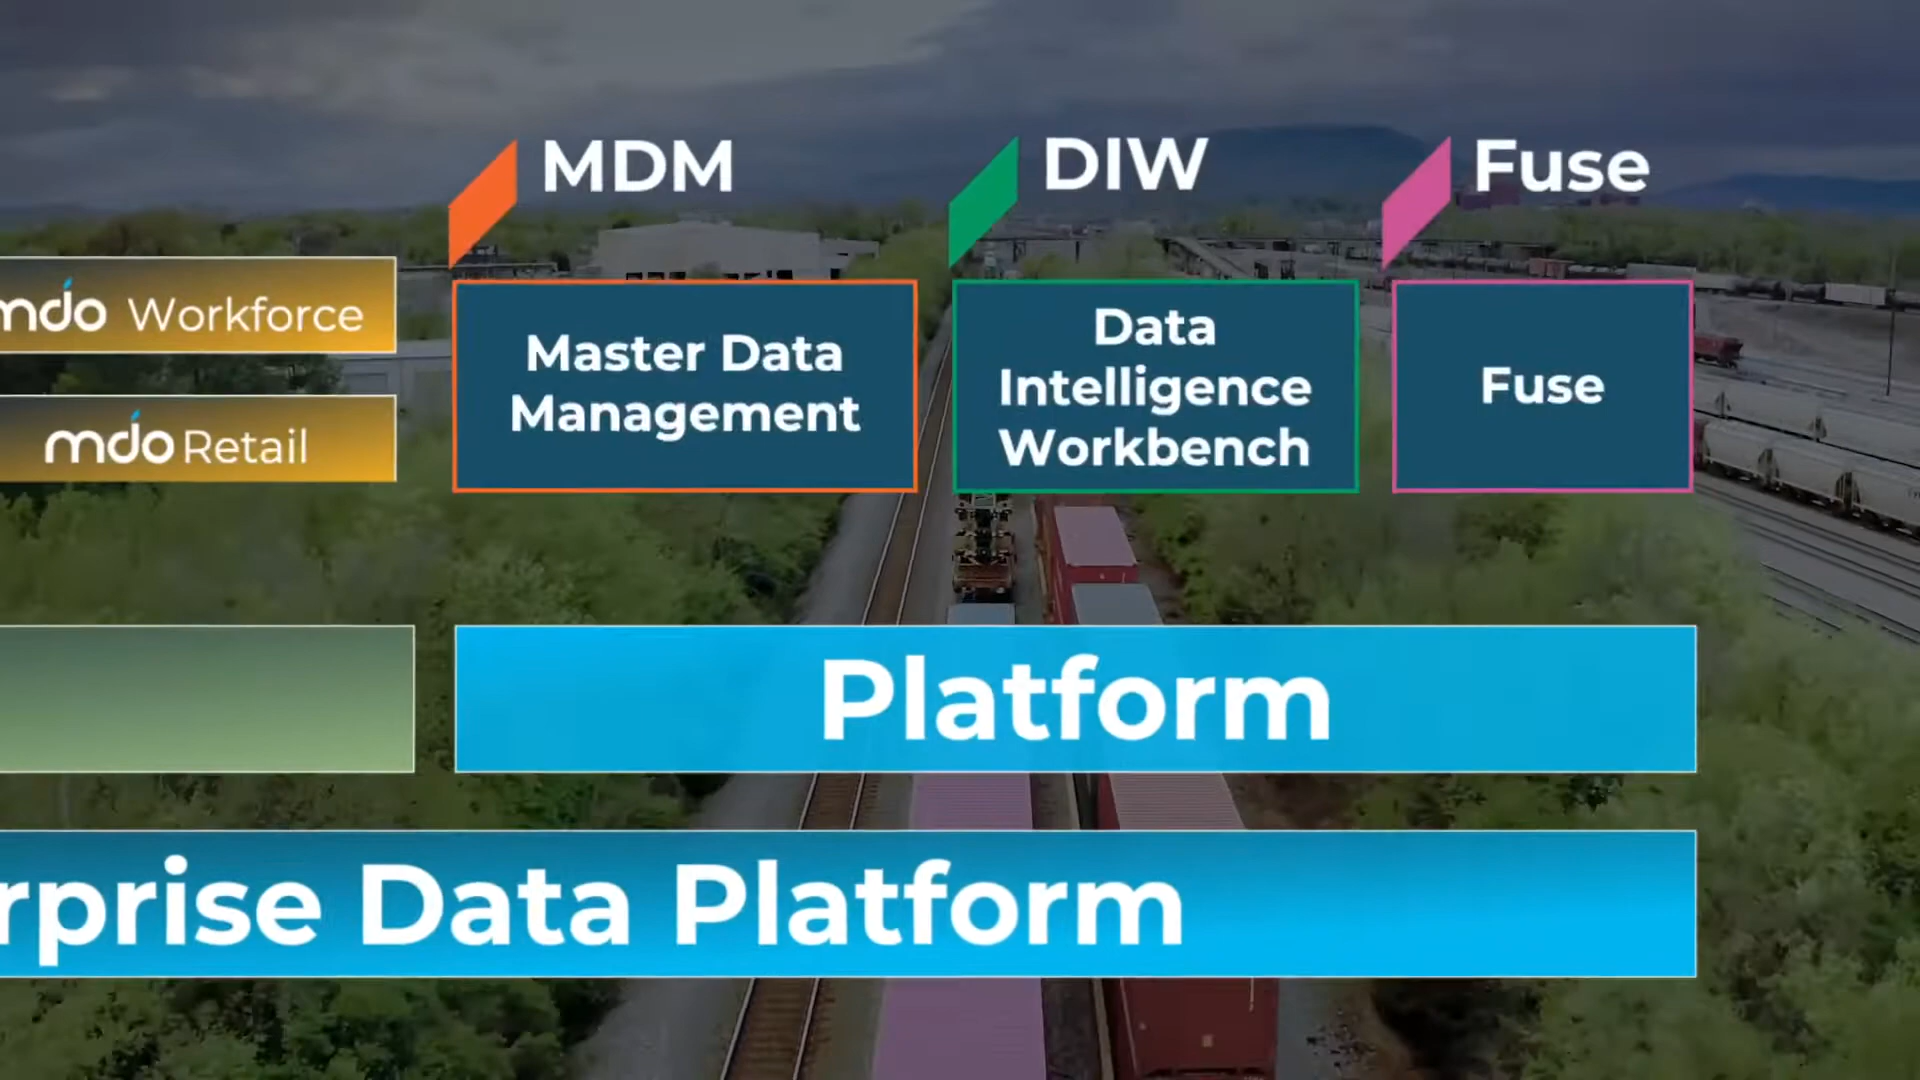 MDM
DIW
Fuse
mdo Workforce
mdo Retail
Master Data
Management
Data
Intelligence
Workbench
Fuse
Platform
rprise Data Platform